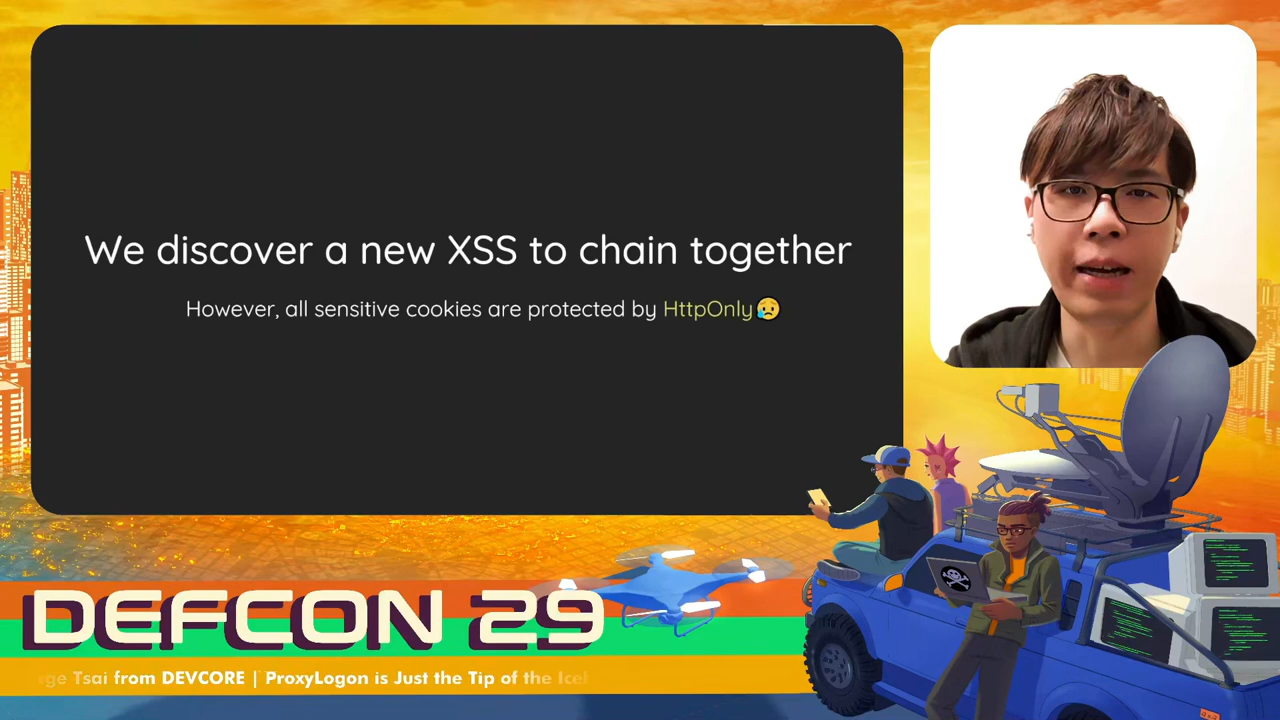 We discover a new XSS to chain together
However, all sensitive cookies are protected by HttpOnly😥
DEFCON 29
Tsai from DEVCORE | ProxyLogon is Just the Tip of the